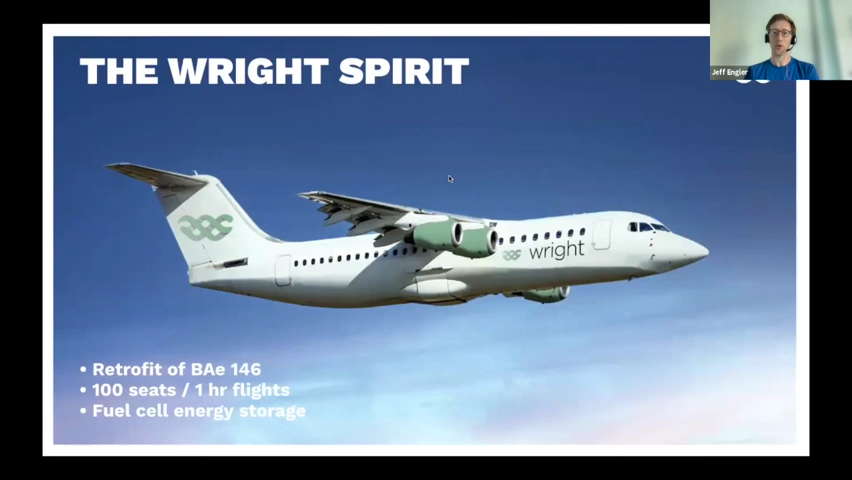 THE WRIGHT SPIRIT
Jeff Engler
wright
• Retrofit of BAe 146
• 100 seats / 1 hr flights
• Fuel cell energy storage